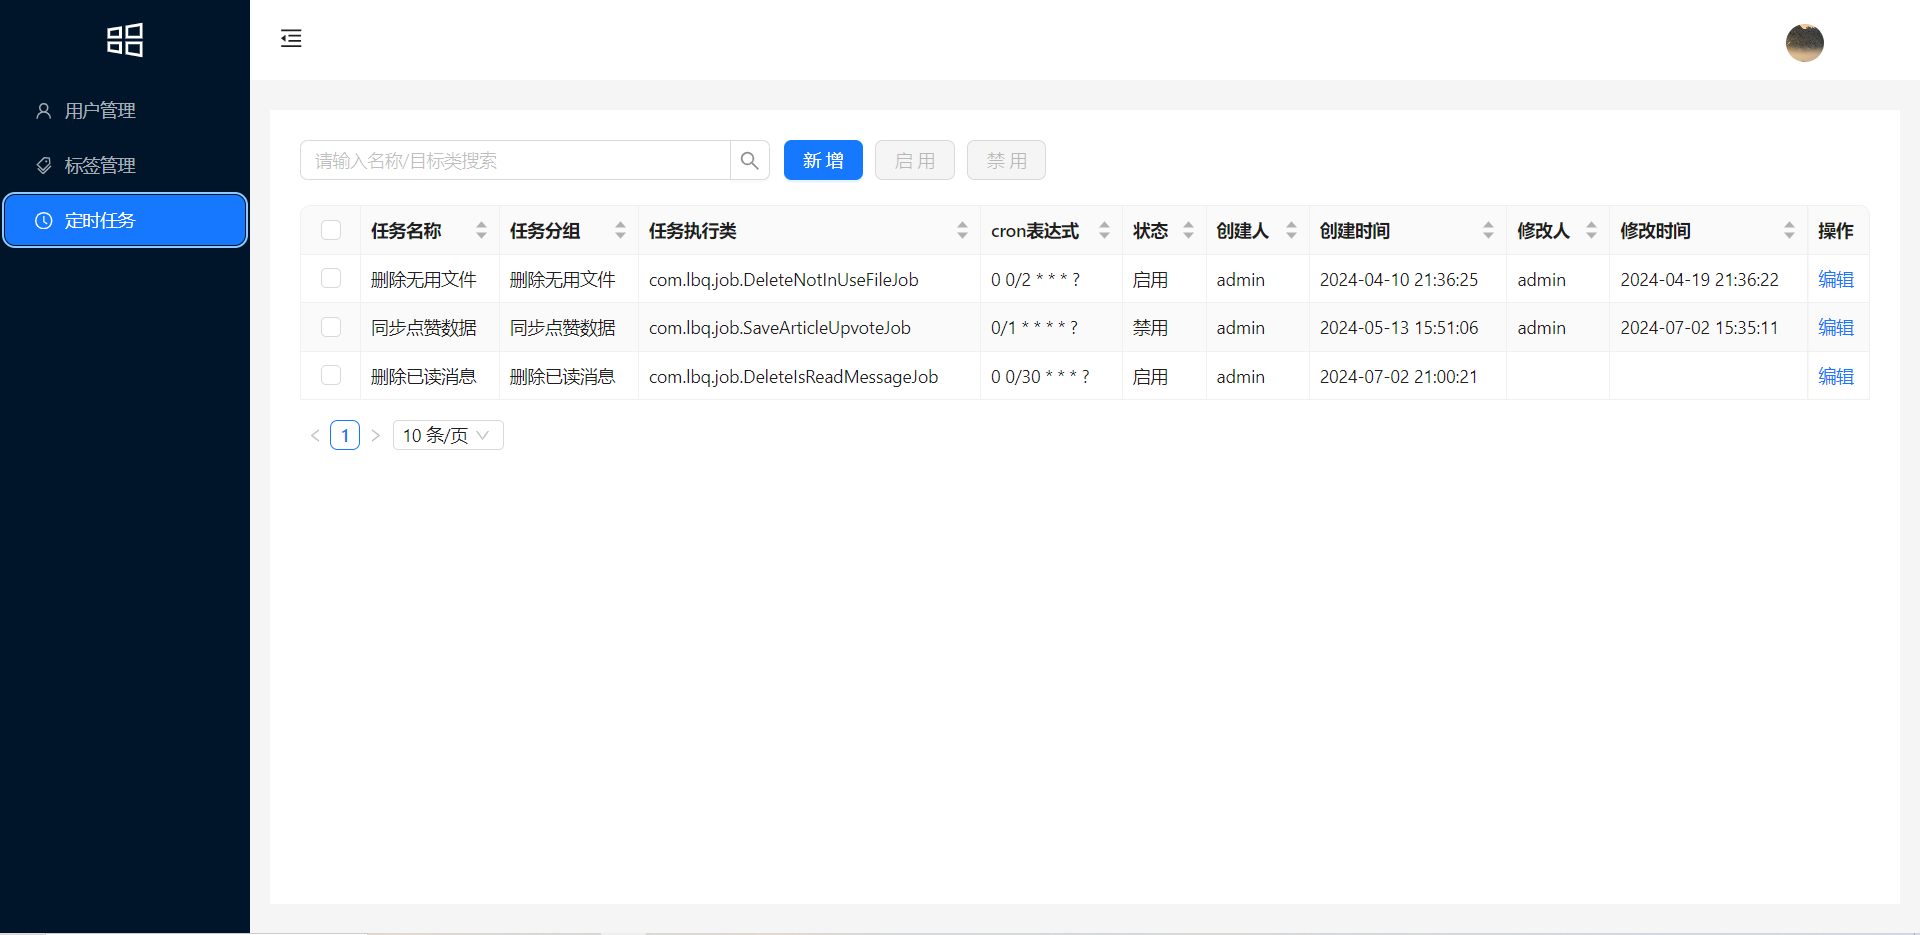 用户管理
标签管理
定时任务
请输入名称/目标类搜索 新 增 启 用 禁 用
任务名称 任务分组 任务执行类 cron表达式 状态 创建人 创建时间 修改人 修改时间 操作
删除无用文件 删除无用文件 com.lbq.job.DeleteNotInUseFileJob 0 0/2 * * * ? 启用 admin 2024-04-10 21:36:25 admin 2024-04-19 21:36:22 编辑
同步点赞数据 同步点赞数据 com.lbq.job.SaveArticleUpvoteJob 0/1 * * * * ? 禁用 admin 2024-05-13 15:51:06 admin 2024-07-02 15:35:11 编辑
删除已读消息 删除已读消息 com.lbq.job.DeleteIsReadMessageJob 0 0/30 * * * ? 启用 admin 2024-07-02 21:00:21 编辑
1 10 条/页